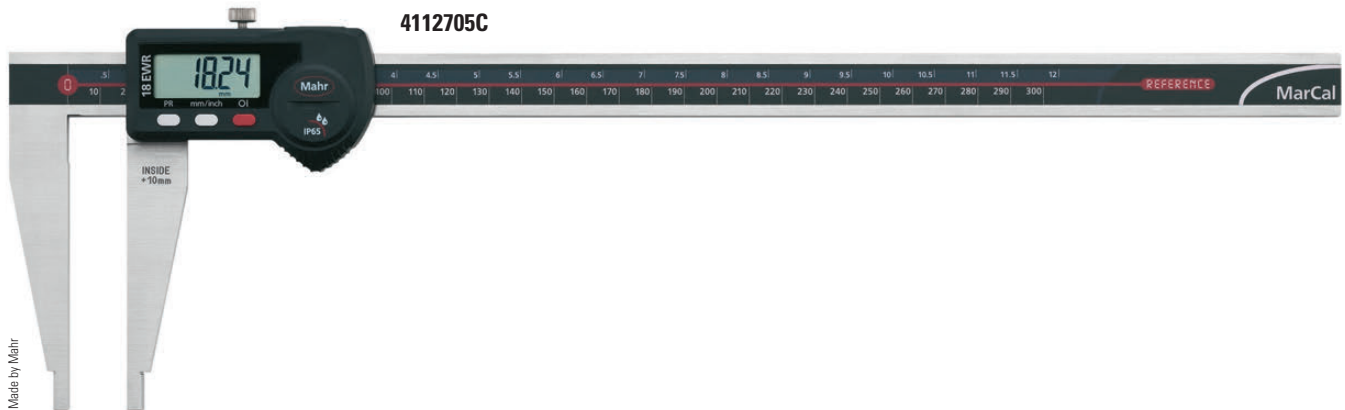 4112705C
18 EWR
18.24
mm
PR mm/inch OI
Mahr
IP65
0
.5 4 4.5 5 5.5 6 6.5 7 7.5 8 8.5 9 9.5 10 10.5 11 11.5 12
10 2 100 110 120 130 140 150 160 170 180 190 200 210 220 230 240 250 260 270 280 290 300
REFERENCE
MarCal
INSIDE
+10mm
Made by Mahr